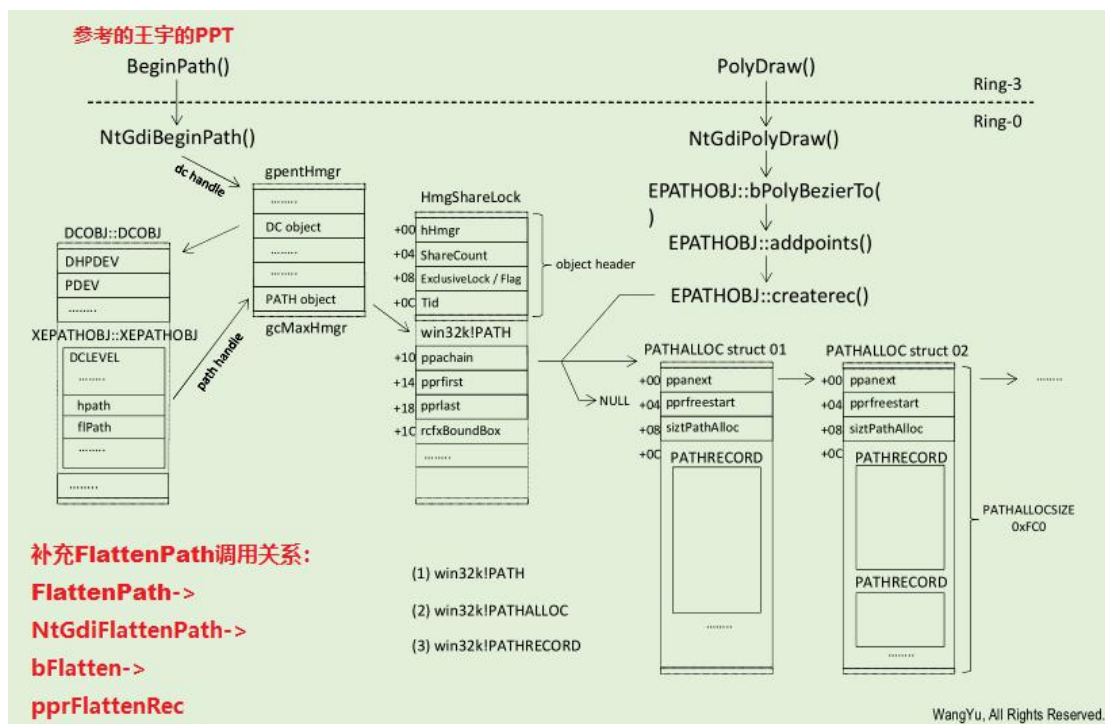 参考的王宇的PPT
BeginPath()
PolyDraw()
Ring-3
Ring-0
NtGdiBeginPath()
NtGdiPolyDraw()
dc handle
gpentHmgr
........
DC object
........
........
PATH object
gcMaxHmgr
DCOBJ::DCOBJ
DHPDEV
PDEV
........
XEPATHOBJ::XEPATHOBJ
DCLEVEL
........
hpath
flPath
........
........
path handle
HmgShareLock
+00 hHmgr
+04 ShareCount
+08 ExclusiveLock / Flag
+0C Tid
object header
win32k!PATH
+10 ppachain
+14 pprfirst
+18 pprlast
+1C rcfxBoundBox
........
NULL
EPATHOBJ::bPolyBezierTo(
)
EPATHOBJ::addpoints()
EPATHOBJ::createrec()
PATHALLOC struct 01
+00 ppanext
+04 pprfreestart
+08 siztPathAlloc
+0C
PATHRECORD
........
PATHALLOC struct 02
+00 ppanext
+04 pprfreestart
+08 siztPathAlloc
+0C
PATHRECORD
PATHRECORD
........
........
PATHALLOCSIZE
0xFC0
补充FlattenPath调用关系:
FlattenPath->
NtGdiFlattenPath->
bFlatten->
pprFlattenRec
(1) win32k!PATH
(2) win32k!PATHALLOC
(3) win32k!PATHRECORD
WangYu, All Rights Reserved.